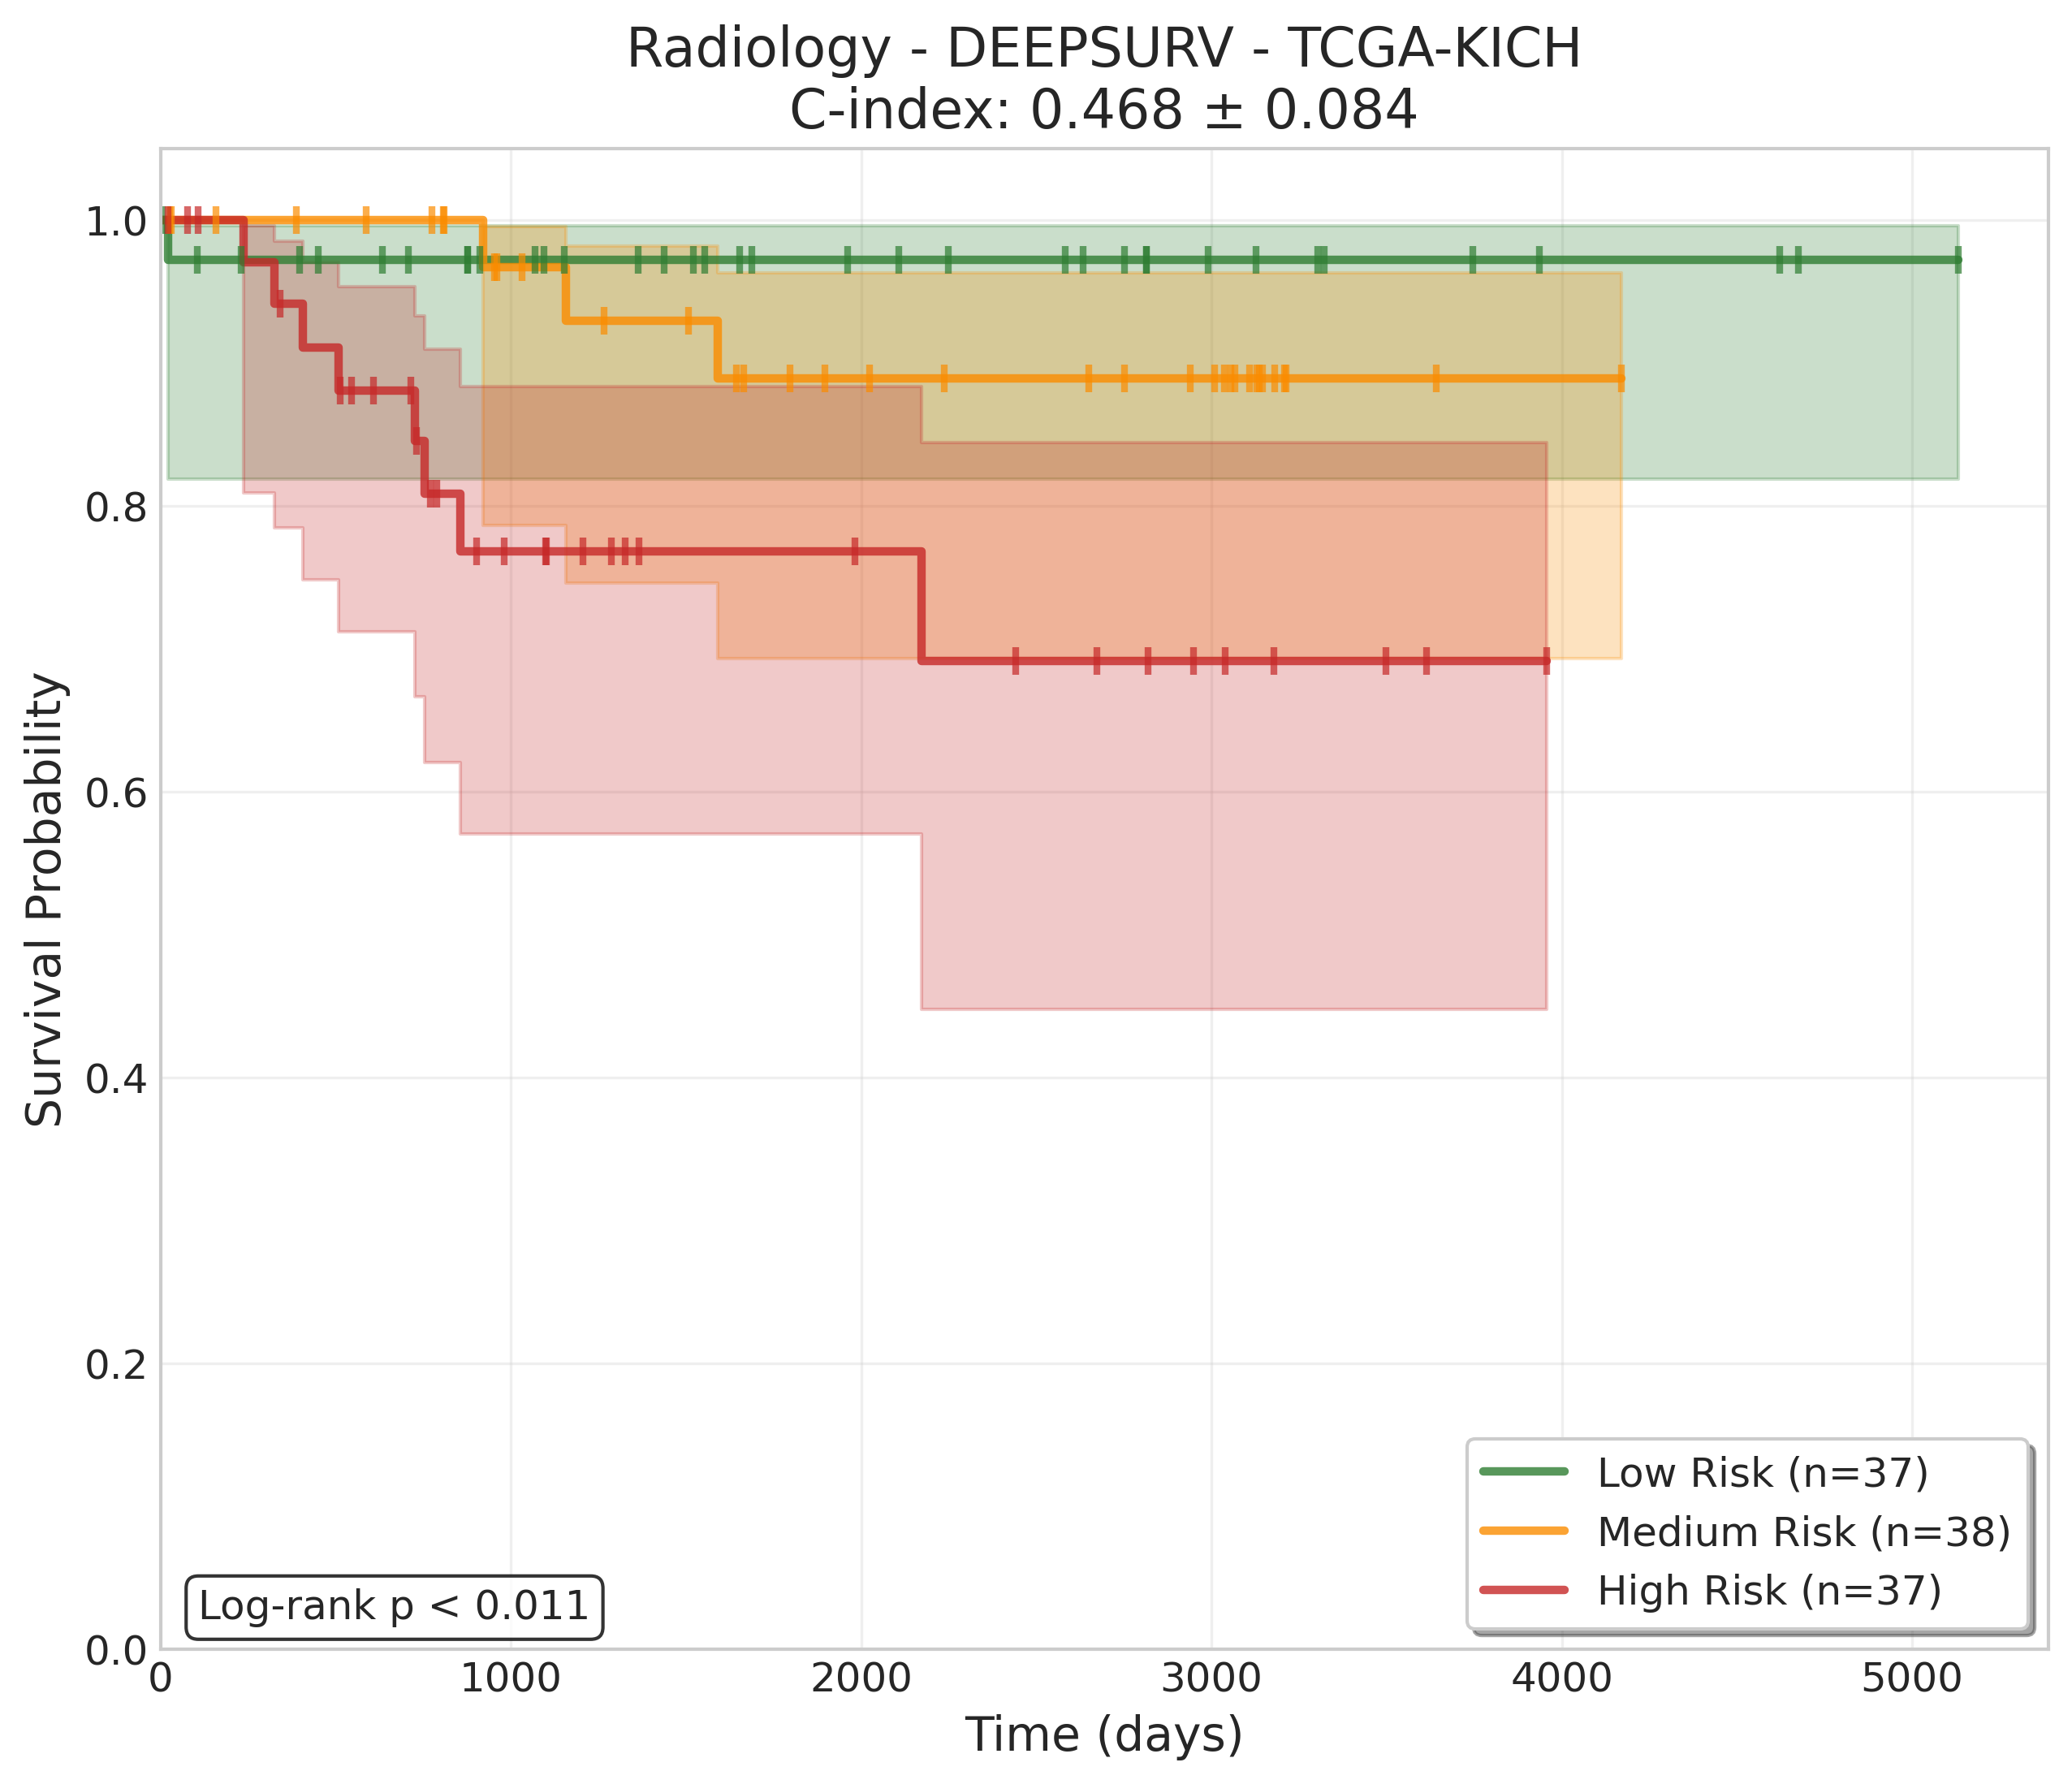 Radiology - DEEPSURV - TCGA-KICH
C-index: 0.468 ± 0.084
Survival Probability
1.0
0.8
0.6
0.4
0.2
0.0
0 1000 2000 3000 4000 5000
Time (days)
Log-rank p < 0.011
Low Risk (n=37)
Medium Risk (n=38)
High Risk (n=37)